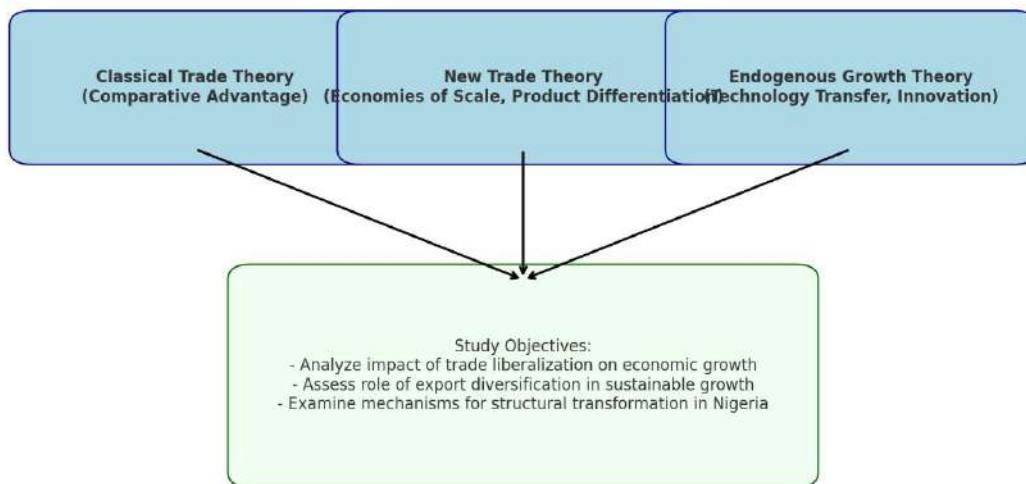 Classical Trade Theory
(Comparative Advantage)
New Trade Theory
(Economies of Scale, Product Differentiation)
Endogenous Growth Theory
(Technology Transfer, Innovation)
Study Objectives:
- Analyze impact of trade liberalization on economic growth
- Assess role of export diversification in sustainable growth
- Examine mechanisms for structural transformation in Nigeria